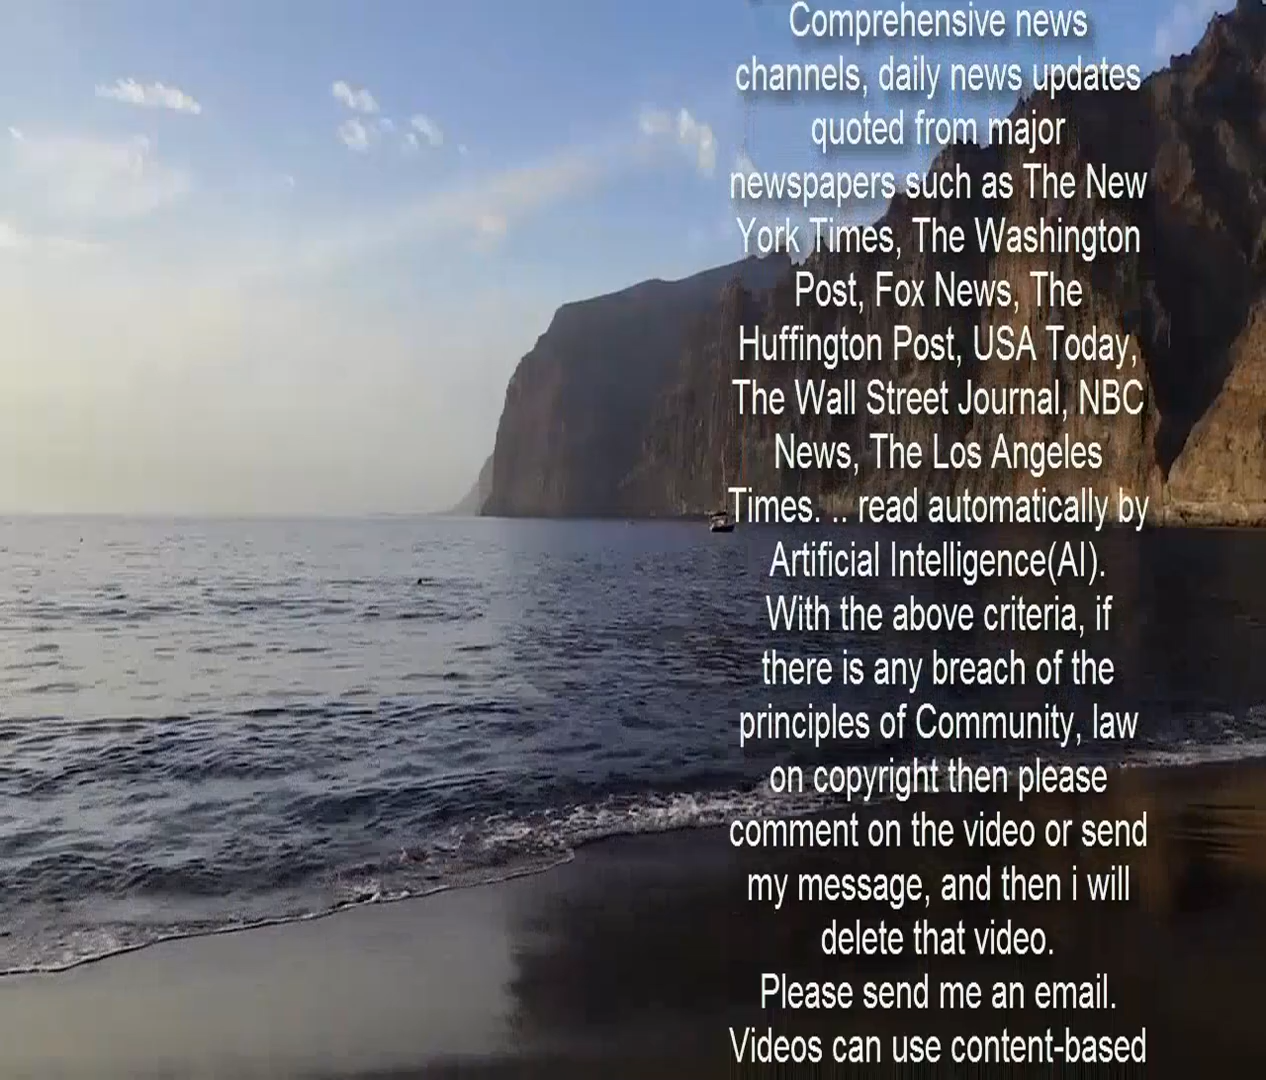 Comprehensive news
channels, daily news updates
quoted from major
newspapers such as The New
York Times, The Washington
Post, Fox News, The
Huffington Post, USA Today,
The Wall Street Journal, NBC
News, The Los Angeles
Times. .. read automatically by
Artificial Intelligence(AI).
With the above criteria, if
there is any breach of the
principles of Community, law
on copyright then please
comment on the video or send
my message, and then i will
delete that video.
Please send me an email.
Videos can use content-based